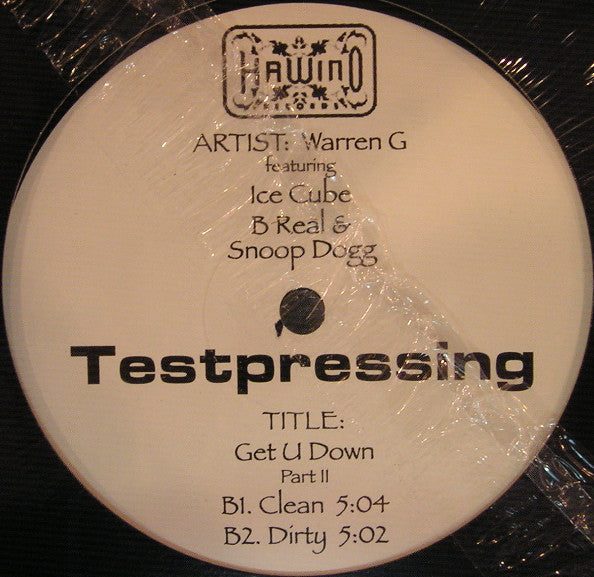 HAWINO
RECORDS
ARTIST: Warren G
featuring
Ice Cube
B Real &
Snoop Dogg
Testpressing
TITLE:
Get U Down
Part II
B1. Clean 5:04
B2. Dirty 5:02